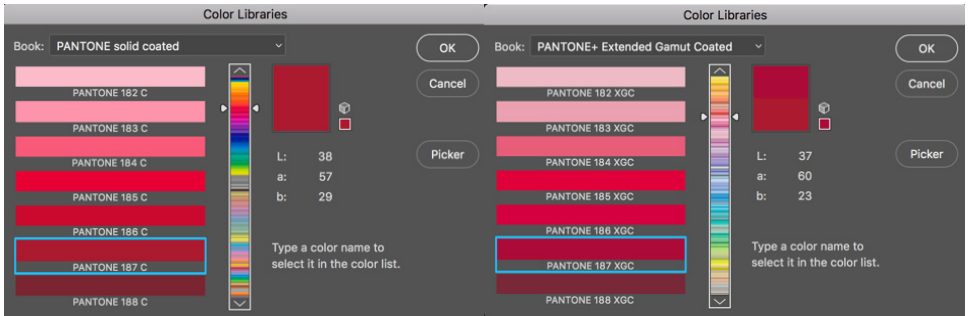 Color Libraries
Book: PANTONE solid coated
OK
PANTONE 182 C
Cancel
PANTONE 183 C
PANTONE 184 C
L: 38
Picker
a: 57
PANTONE 185 C
b: 29
PANTONE 186 C
Type a color name to
select it in the color list.
PANTONE 187 C
PANTONE 188 C
Color Libraries
Book: PANTONE+ Extended Gamut Coated
OK
PANTONE 182 XGC
Cancel
PANTONE 183 XGC
PANTONE 184 XGC
L: 37
Picker
a: 60
PANTONE 185 XGC
b: 23
PANTONE 186 XGC
Type a color name to
select it in the color list.
PANTONE 187 XGC
PANTONE 188 XGC